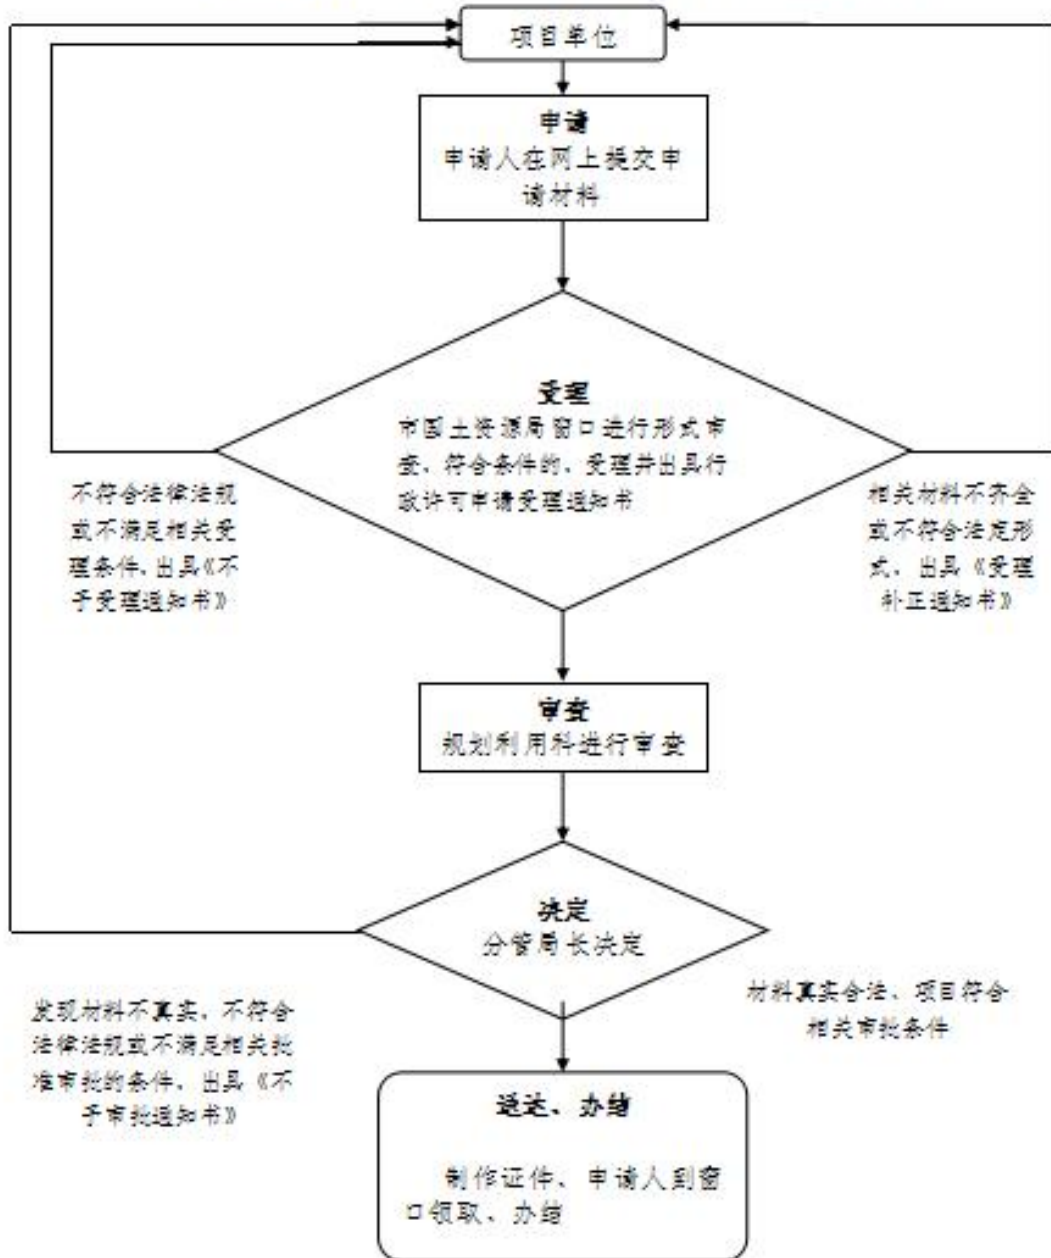 项目单位
申请
申请人在网上提交申
请材料
受理
市国土资源局窗口进行形式审
查、符合条件的、受理并出具行
政许可申请受理通知书
不符合法律法规
或不满足相关受
理条件、出具《不
予受理通知书》
相关材料不齐全
或不符合法定形
式、出具《受理
补正通知书》
审查
规划利用科进行审查
决定
分管局长决定
发现材料不真实、不符合
法律法规或不满足相关批
准审批的条件、出具《不
予审批通知书》
材料真实合法、项目符合
相关审批条件
送达、办结
制作证件、申请人到窗
口领取、办结